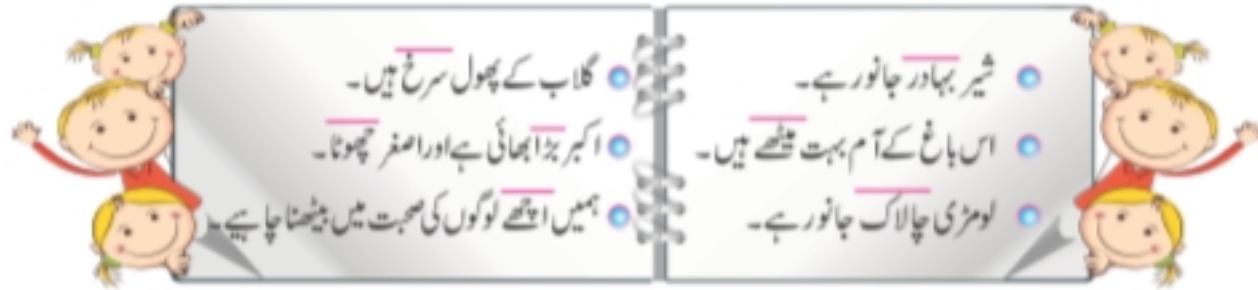 شیر بہادر جانور ہے۔
اس باغ کے آم بہت میٹھے ہیں۔
لومڑی چالاک جانور ہے۔
گلاب کے پھول سرخ ہیں۔
اکبر بڑا بھائی ہے اور اصغر چھوٹا۔
ہمیں اچھے لوگوں کی صحبت میں بیٹھنا چاہیے۔